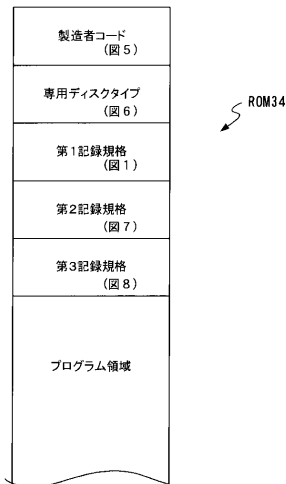 製造者コード
(図5)
専用ディスクタイプ
(図6)
ROM34
第1記録規格
(図1)
第2記録規格
(図7)
第3記録規格
(図8)
プログラム領域